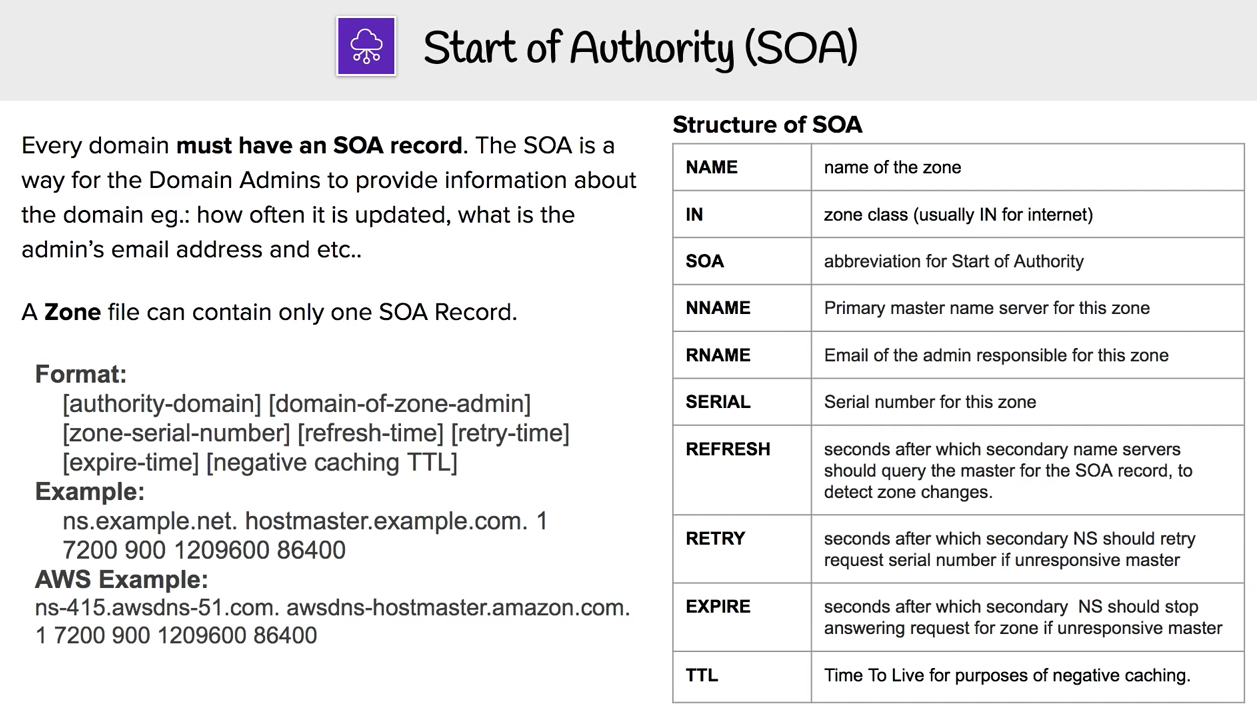 Start of Authority (SOA)
Every domain must have an SOA record. The SOA is a
way for the Domain Admins to provide information about
the domain eg.: how often it is updated, what is the
admin’s email address and etc..
A Zone file can contain only one SOA Record.
Format:
[authority-domain] [domain-of-zone-admin]
[zone-serial-number] [refresh-time] [retry-time]
[expire-time] [negative caching TTL]
Example:
ns.example.net. hostmaster.example.com. 1
7200 900 1209600 86400
AWS Example:
ns-415.awsdns-51.com. awsdns-hostmaster.amazon.com.
1 7200 900 1209600 86400
Structure of SOA
NAME name of the zone
IN zone class (usually IN for internet)
SOA abbreviation for Start of Authority
NNAME Primary master name server for this zone
RNAME Email of the admin responsible for this zone
SERIAL Serial number for this zone
REFRESH seconds after which secondary name servers
should query the master for the SOA record, to
detect zone changes.
RETRY seconds after which secondary NS should retry
request serial number if unresponsive master
EXPIRE seconds after which secondary NS should stop
answering request for zone if unresponsive master
TTL Time To Live for purposes of negative caching.